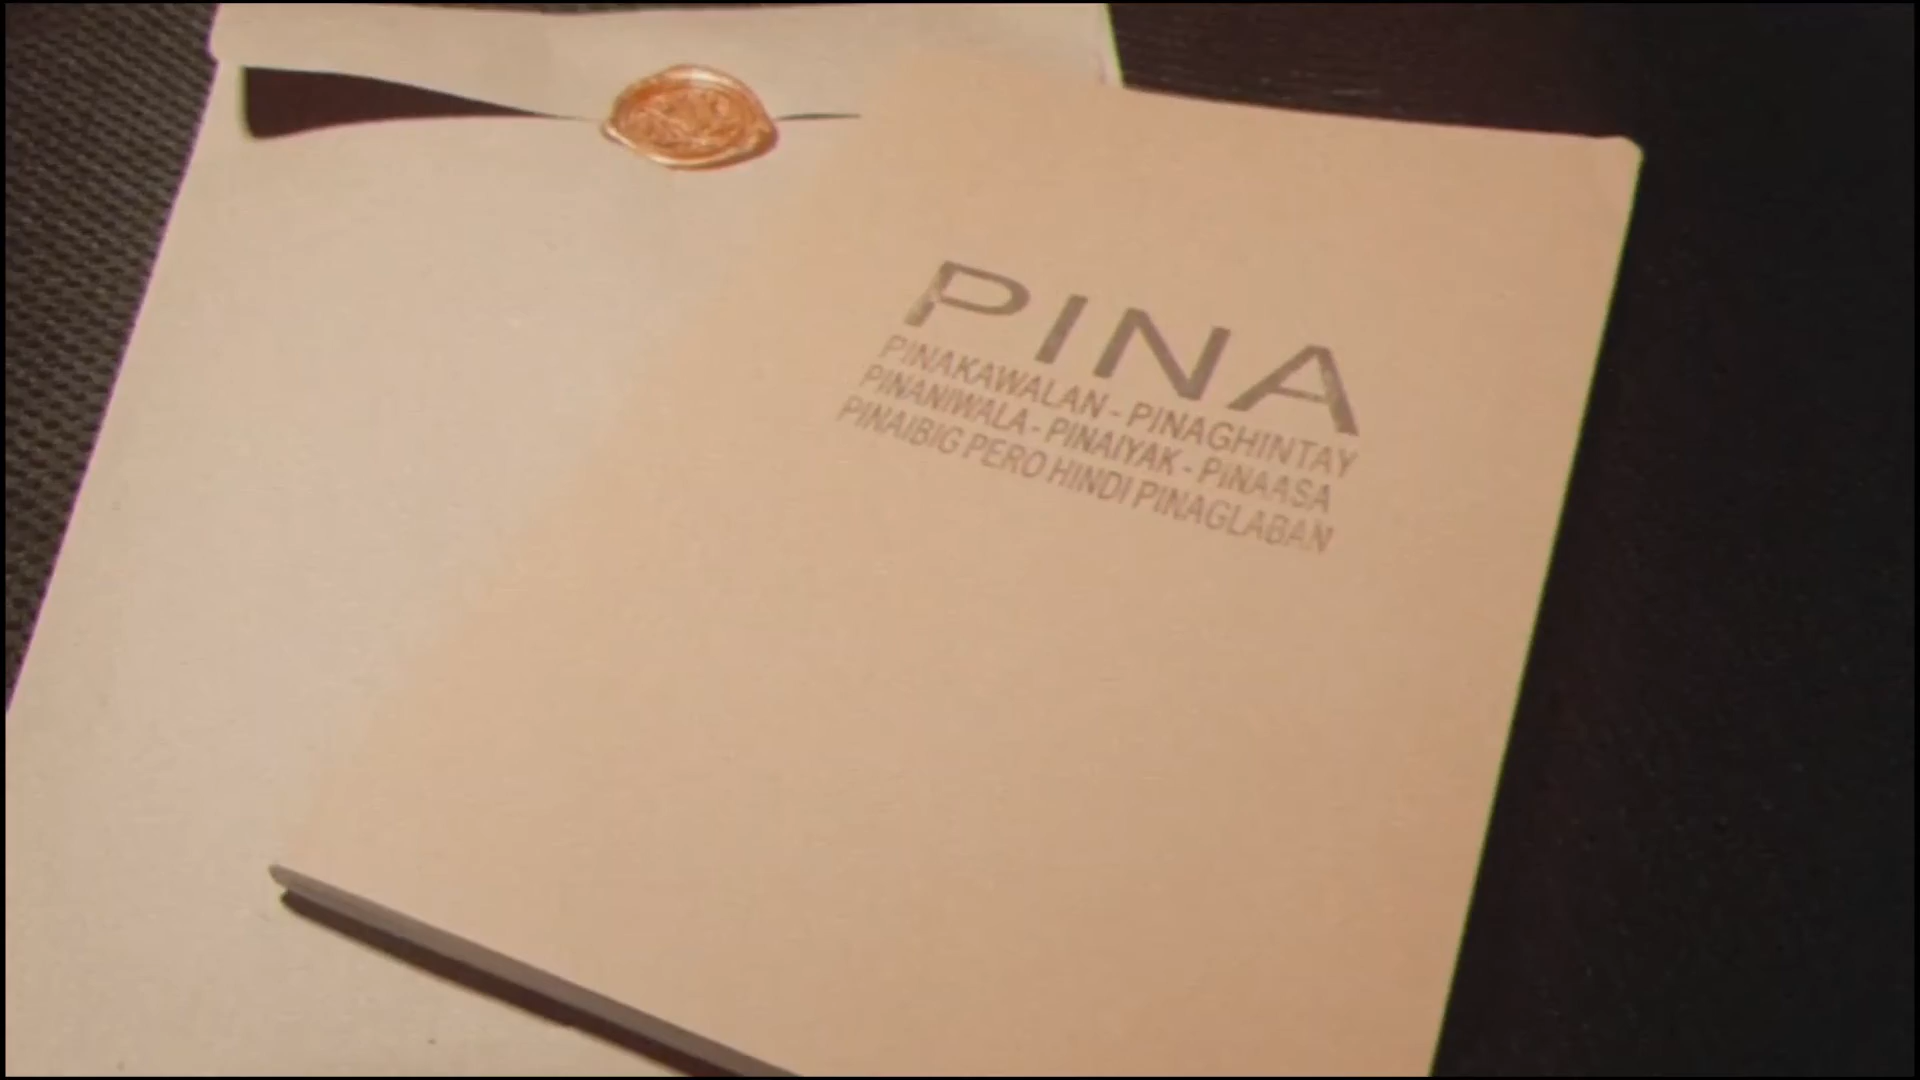 PINA
PINAKAWALAN - PINAGHINTAY
PINANIWALA - PINAIYAK - PINAASA
PINAIBIG PERO HINDI PINAGLABAN